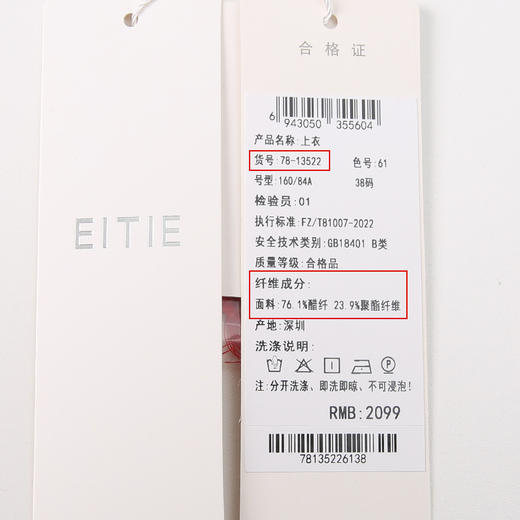 EITIE
合格证
6 943050 355604
产品名称:上衣
货号:78-13522 色号:61
号型:160/84A 38码
检验员:01
执行标准:FZ/T81007-2022
安全技术类别:GB18401 B类
质量等级:合格品
纤维成分:
面料:76.1%醋纤 23.9%聚酯纤维
产地:深圳
洗涤说明:
注:分开洗涤、即洗即晾、不可浸泡!
RMB:2099
78135226138